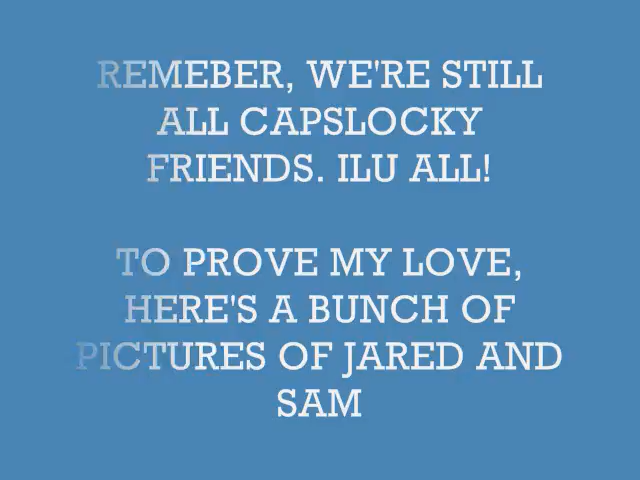 REMEBER, WE'RE STILL
ALL CAPSLOCKY
FRIENDS. ILU ALL!
TO PROVE MY LOVE,
HERE'S A BUNCH OF
PICTURES OF JARED AND
SAM